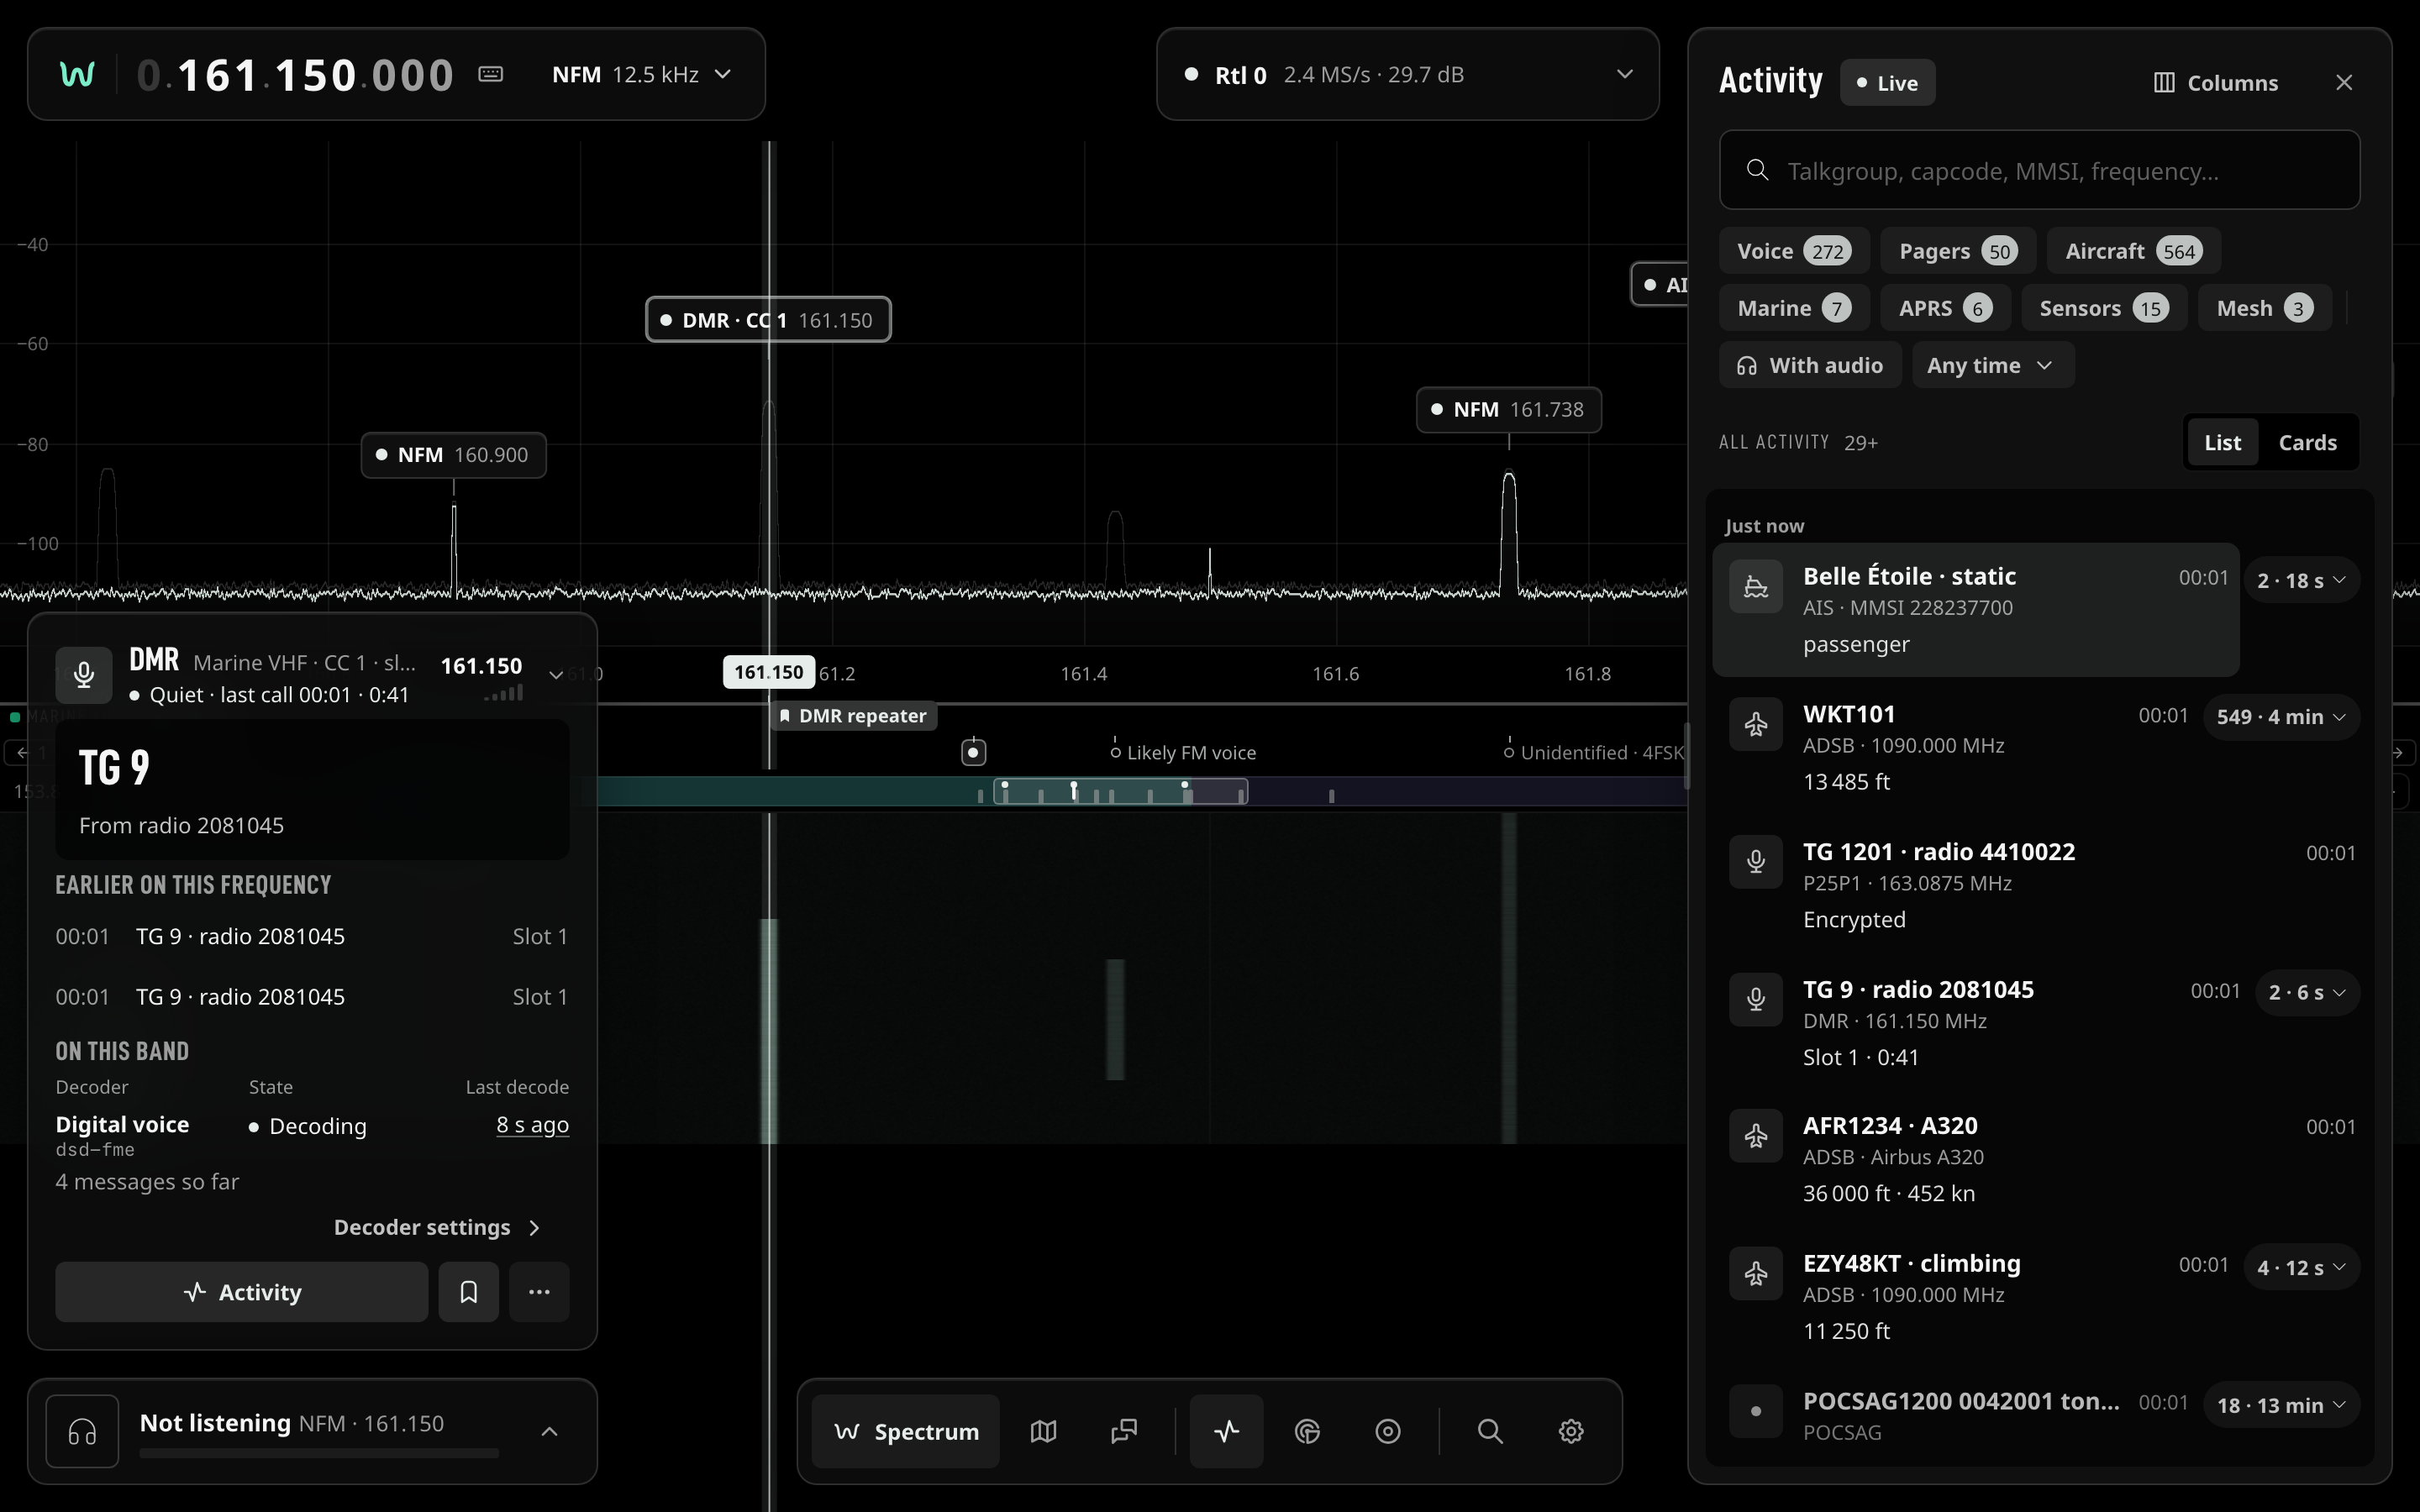 0.161.150.000
NFM 12.5 kHz
Rtl 0 2.4 MS/s · 29.7 dB
−40
−60
−80
−100
DMR · CC 1 161.150
NFM 160.900
NFM 161.738
AI
161.150
61.2
161.4
161.6
161.8
DMR repeater
Likely FM voice
Unidentified · 4FSK
DMR Marine VHF · CC 1 · sl... 161.150
Quiet · last call 00:01 · 0:41
TG 9
From radio 2081045
EARLIER ON THIS FREQUENCY
00:01 TG 9 · radio 2081045 Slot 1
00:01 TG 9 · radio 2081045 Slot 1
ON THIS BAND
Decoder State Last decode
Digital voice Decoding 8 s ago
dsd-fme
4 messages so far
Decoder settings
Activity
Not listening NFM · 161.150
Spectrum
Activity Live Columns
Talkgroup, capcode, MMSI, frequency...
Voice 272 Pagers 50 Aircraft 564
Marine 7 APRS 6 Sensors 15 Mesh 3
With audio Any time
ALL ACTIVITY 29+ List Cards
Just now
Belle Étoile · static 00:01 2 · 18 s
AIS · MMSI 228237700
passenger
WKT101 00:01 549 · 4 min
ADSB · 1090.000 MHz
13 485 ft
TG 1201 · radio 4410022 00:01
P25P1 · 163.0875 MHz
Encrypted
TG 9 · radio 2081045 00:01 2 · 6 s
DMR · 161.150 MHz
Slot 1 · 0:41
AFR1234 · A320 00:01
ADSB · Airbus A320
36 000 ft · 452 kn
EZY48KT · climbing 00:01 4 · 12 s
ADSB · 1090.000 MHz
11 250 ft
POCSAG1200 0042001 ton... 00:01 18 · 13 min
POCSAG